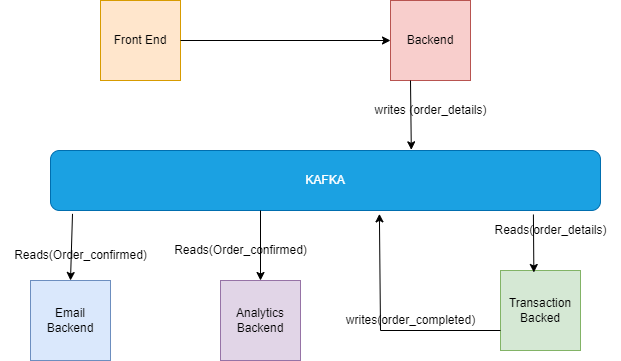 Front End
Backend
writes (order_details)
KAFKA
Reads(order_details)
Reads(Order_confirmed)
Reads(Order_confirmed)
Email
Backend
Analytics
Backend
Transaction
Backed
writes(order_completed)